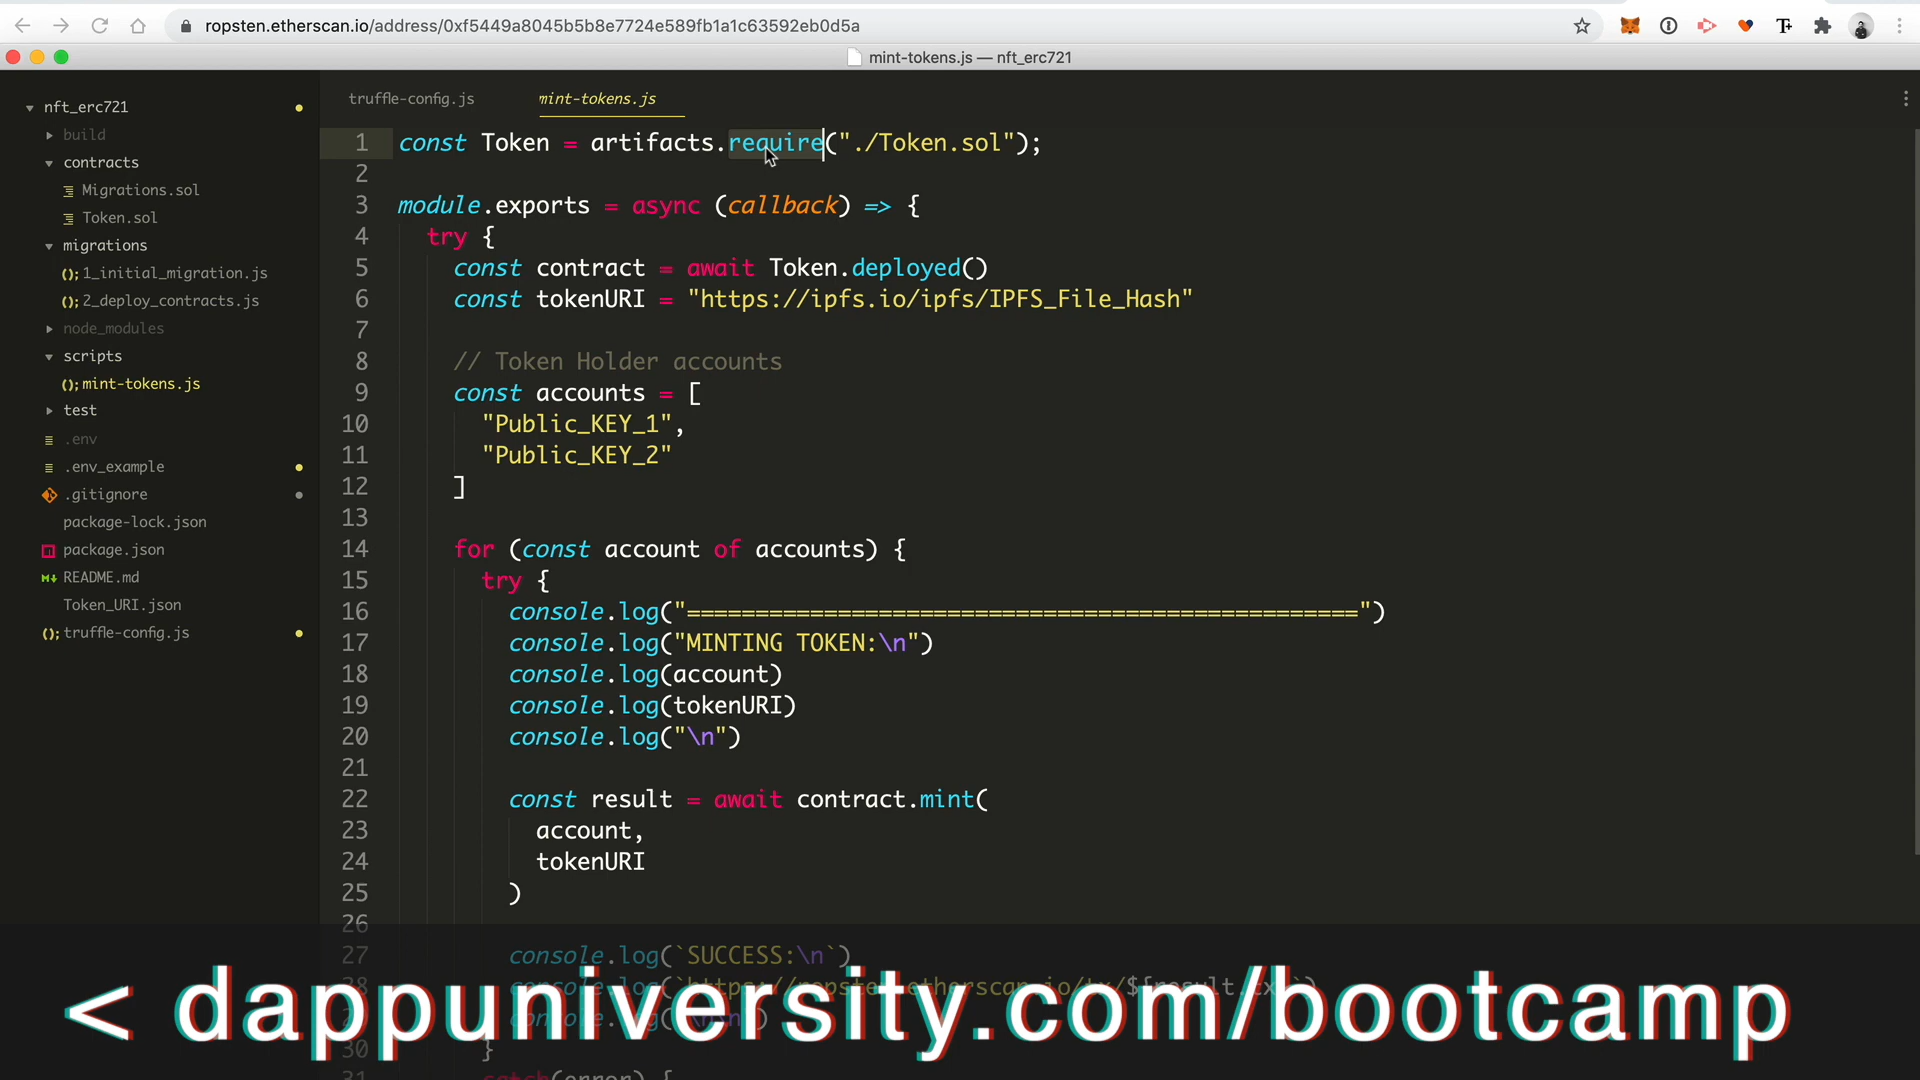 ropsten.etherscan.io/address/0xf5449a8045b5b8e7724e589fb1a1c63592eb0d5a
mint-tokens.js — nft_erc721
nft_erc721
build
contracts
Migrations.sol
Token.sol
migrations
1_initial_migration.js
2_deploy_contracts.js
node_modules
scripts
mint-tokens.js
test
.env
.env_example
.gitignore
package-lock.json
package.json
README.md
Token_URI.json
truffle-config.js
truffle-config.js mint-tokens.js
1 const Token = artifacts.require("./Token.sol");
2
3 module.exports = async (callback) => {
4 try {
5 const contract = await Token.deployed()
6 const tokenURI = "https://ipfs.io/ipfs/IPFS_File_Hash"
7
8 // Token Holder accounts
9 const accounts = [
10 "Public_KEY_1",
11 "Public_KEY_2"
12 ]
13
14 for (const account of accounts) {
15 try {
16 console.log("=================================================")
17 console.log("MINTING TOKEN:\n")
18 console.log(account)
19 console.log(tokenURI)
20 console.log("\n")
21
22 const result = await contract.mint(
23 account,
24 tokenURI
25 )
26
27 console.log(`SUCCESS:\n`)
< dappuniversity.com/bootcamp
30 }
31 catch(error) {